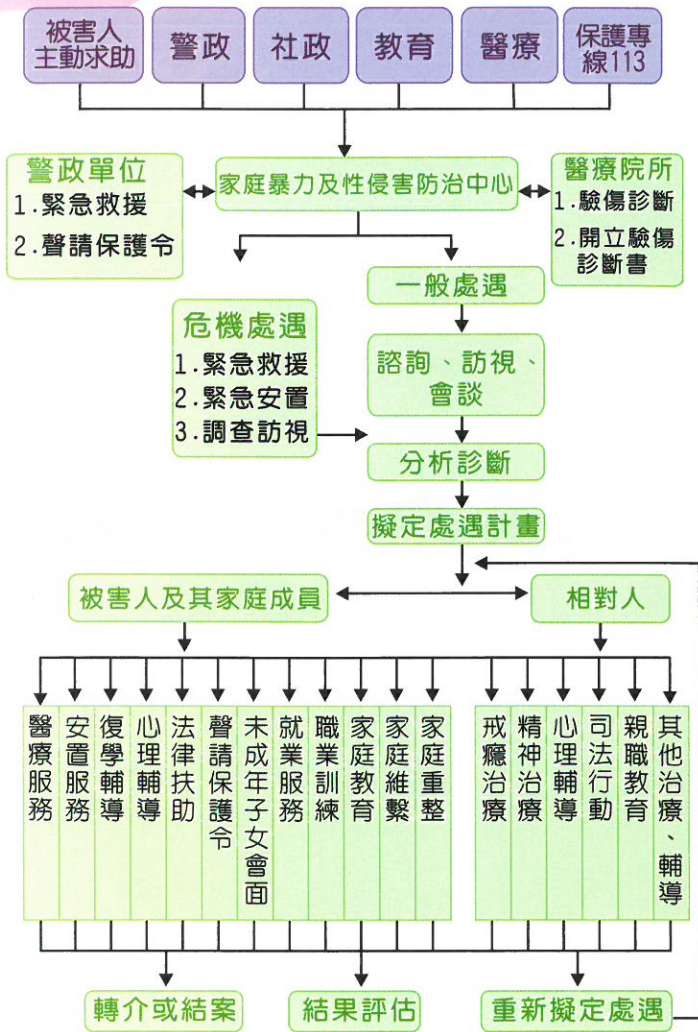 被害人
主動求助
警政
社政
教育
醫療
保護專
線113
警政單位
1.緊急救援
2.聲請保護令
家庭暴力及性侵害防治中心
醫療院所
1.驗傷診斷
2.開立驗傷
診斷書
一般處遇
危機處遇
1.緊急救援
2.緊急安置
3.調查訪視
諮詢、訪視、
會談
分析診斷
擬定處遇計畫
被害人及其家庭成員
相對人
醫療服務
安置服務
復學輔導
心理輔導
法律扶助
聲請保護令
未成年子女會面
就業服務
職業訓練
家庭教育
家庭維繫
家庭重整
戒癮治療
精神治療
心理輔導
司法行動
親職教育
其他治療、輔導
轉介或結案
結果評估
重新擬定處遇